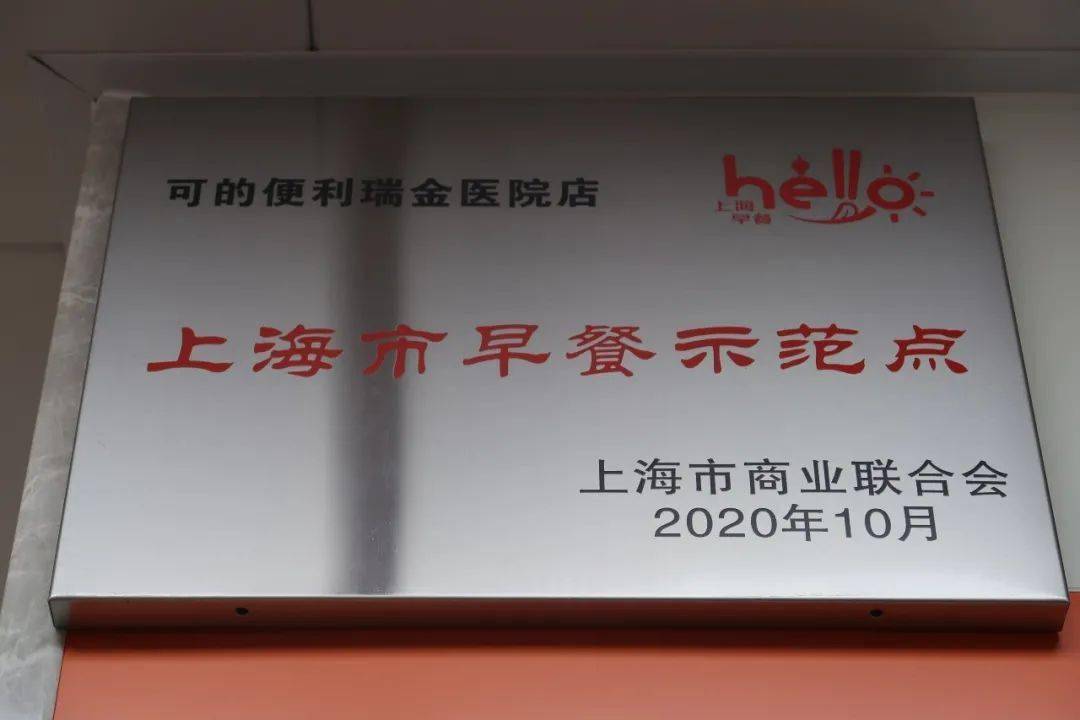 可的便利瑞金医院店
hello
上海
早餐
上海市早餐示范点
上海市商业联合会
2020年10月